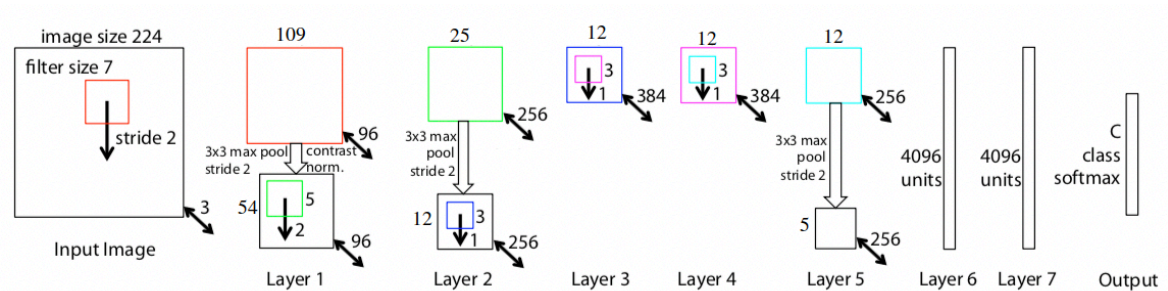 image size 224
filter size 7
stride 2
3
Input Image
109
96
3x3 max pool
stride 2
contrast
norm.
54
5
2
96
Layer 1
25
256
3x3 max
pool
stride 2
12
3
1
256
Layer 2
12
3
1
384
Layer 3
12
3
1
384
Layer 4
12
256
3x3 max
pool
stride 2
5
256
Layer 5
4096
units
Layer 6
4096
units
Layer 7
C
class
softmax
Output